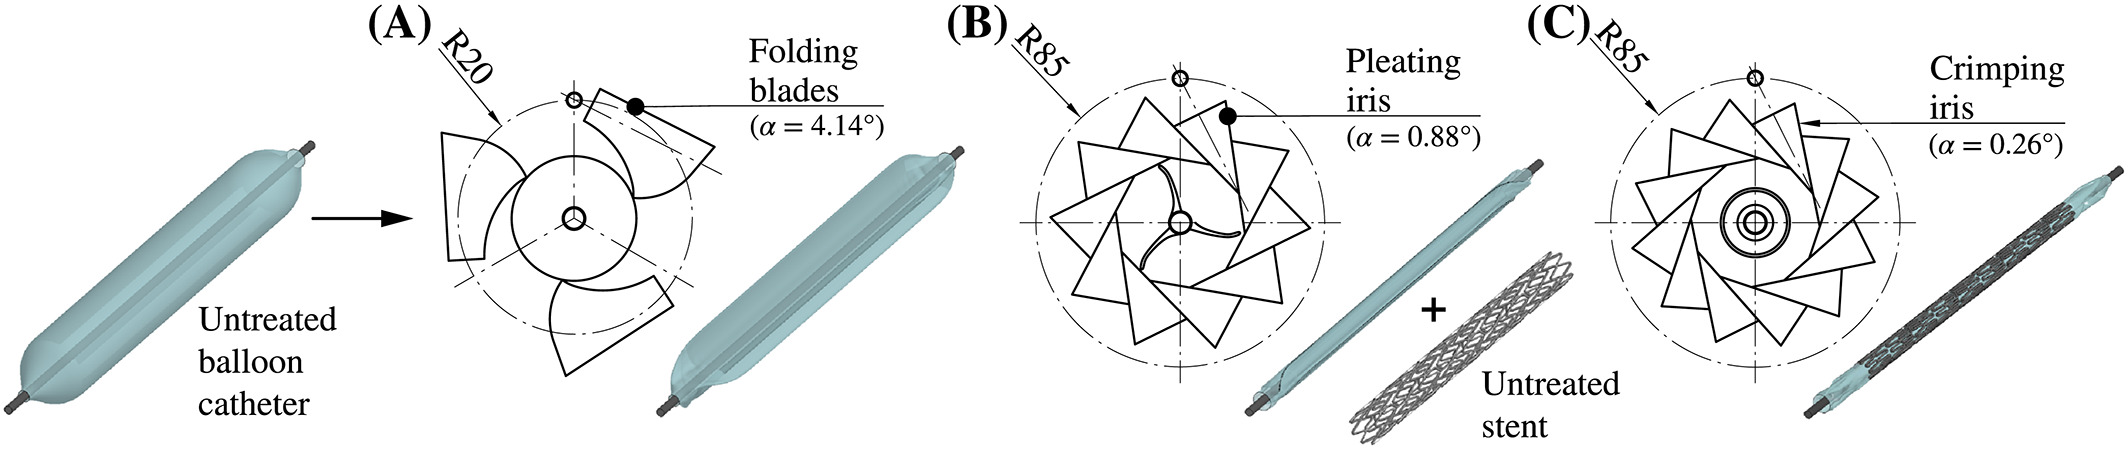 (A)
R20
Folding
blades
(α = 4.14°)
Untreated
balloon
catheter
(B)
R85
Pleating
iris
(α = 0.88°)
+
Untreated
stent
(C)
R85
Crimping
iris
(α = 0.26°)